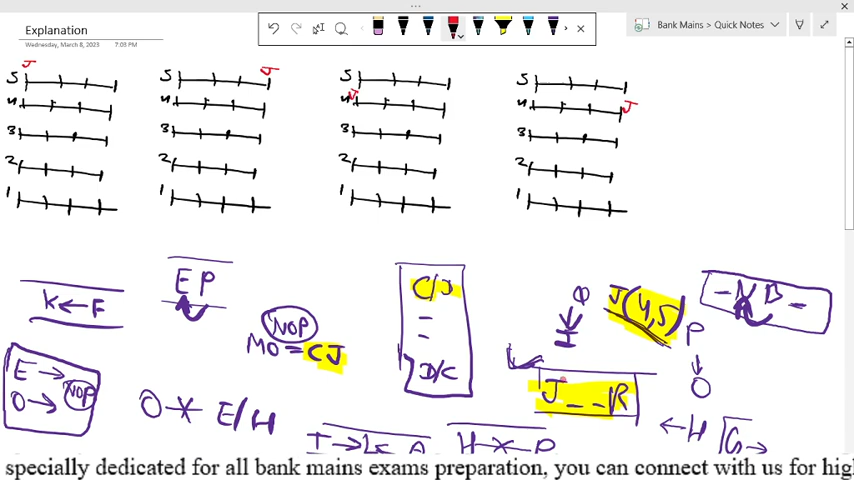 Explanation
Wednesday, March 8, 2023 7:03 PM
Bank Mains > Quick Notes
J J
5 5 5 5
4 4 J 4 J 4 J
3 3 3 3
2 2 2 2
1 1 1 1
K ← F
E P
NOP
MO = CJ
C/J
D/C
J(4,5)
P
O
- N B -
E →
O → NOP
O E/H
J _ _ R
← H G →
H P
specially dedicated for all bank mains exams preparation, you can connect with us for high